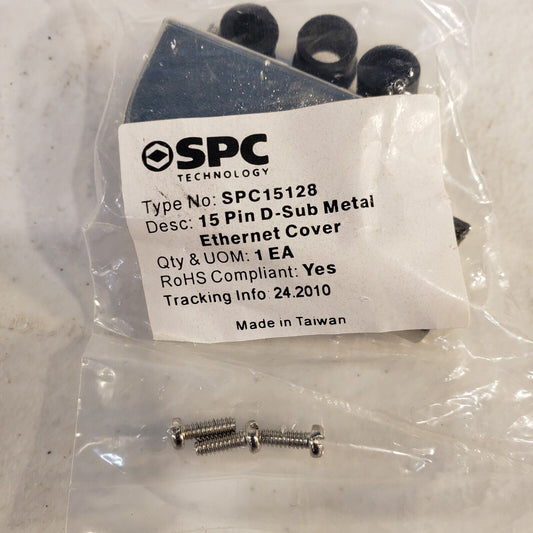 SPC
TECHNOLOGY
Type No: SPC15128
Desc: 15 Pin D-Sub Metal
Ethernet Cover
Qty & UOM: 1 EA
RoHS Compliant: Yes
Tracking Info: 24.2010
Made in Taiwan